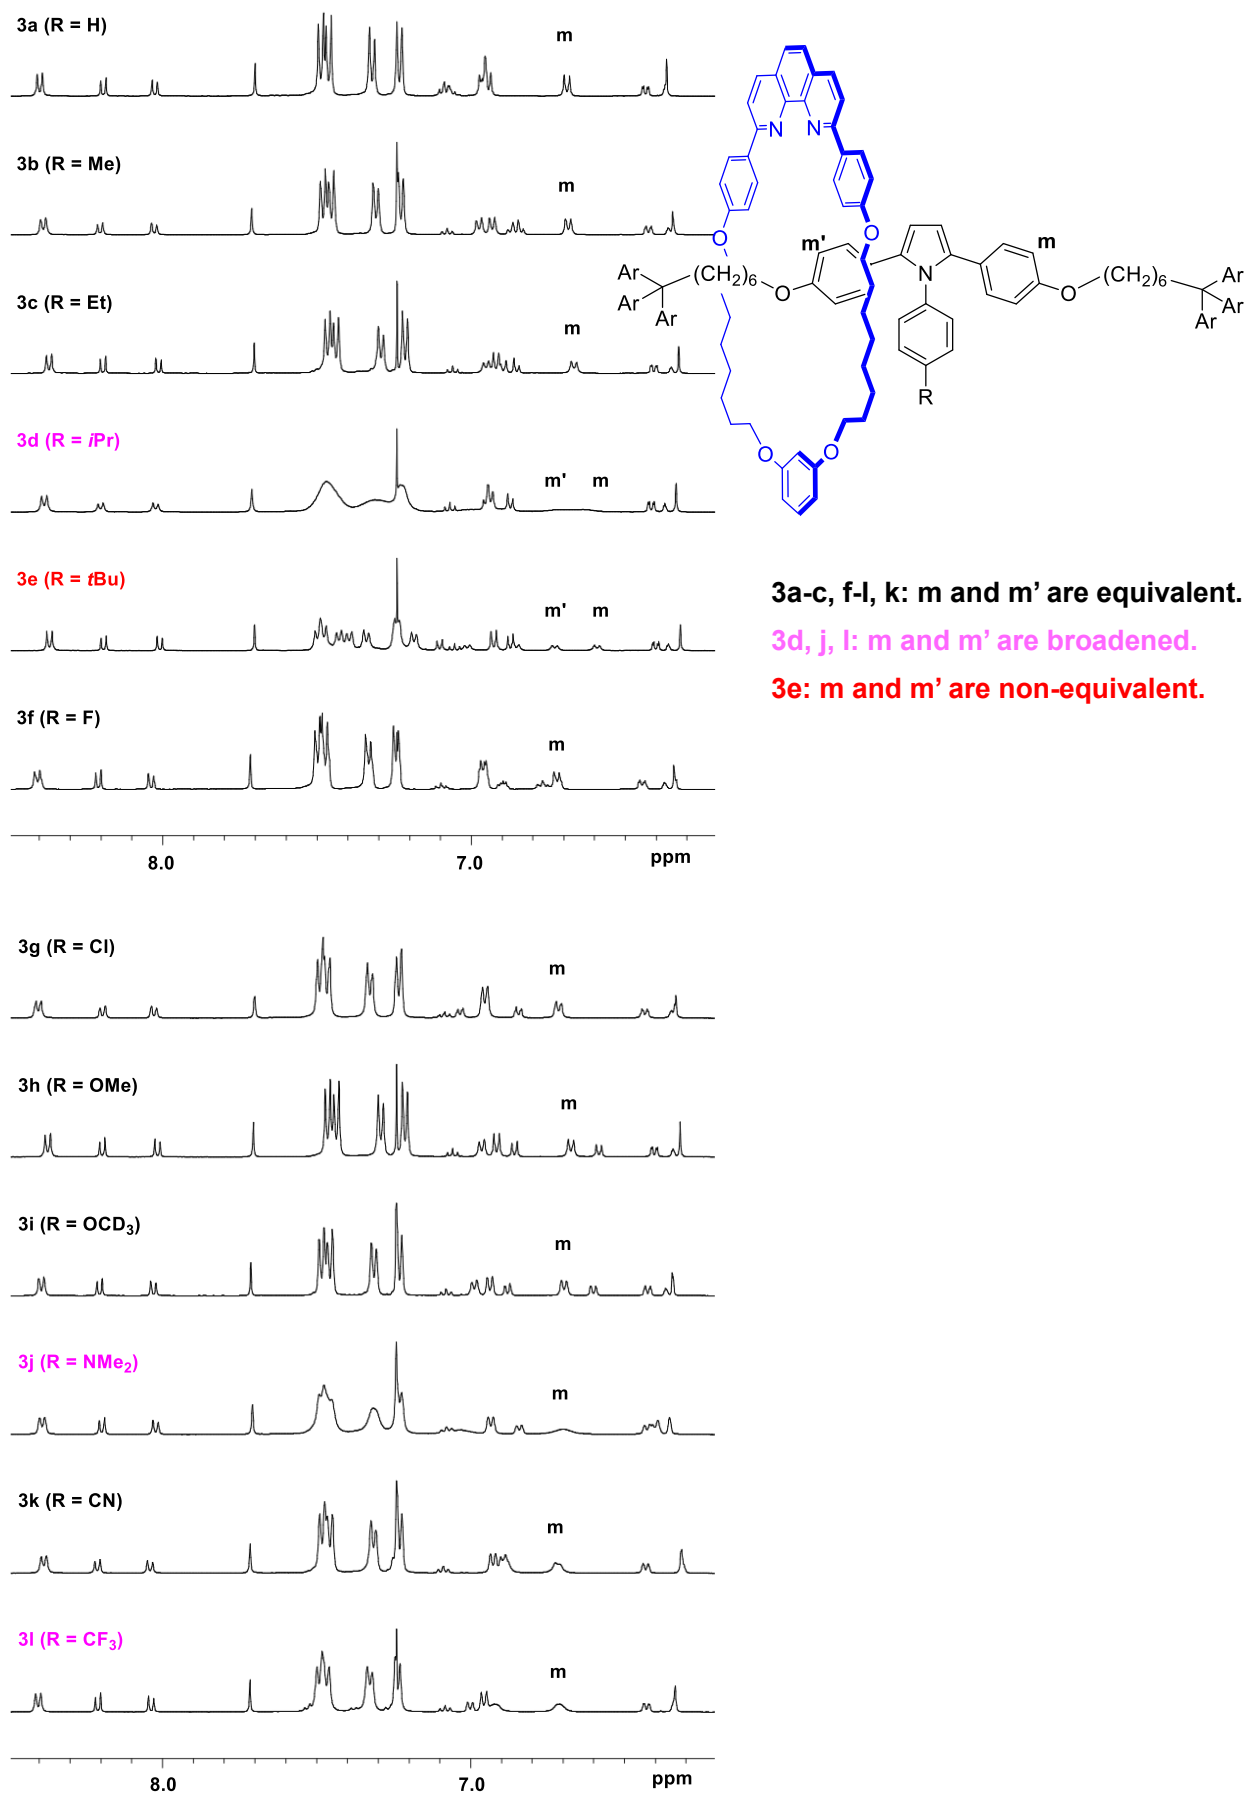 3a (R = H)
m
3b (R = Me)
m
3c (R = Et)
m
3d (R = iPr)
m' m
3e (R = tBu)
m' m
3f (R = F)
m
8.0 7.0 ppm
N N
O O
m' m
Ar Ar Ar (CH2)6 O N O (CH2)6 Ar Ar Ar
R
O O
3a-c, f-I, k: m and m’ are equivalent.
3d, j, l: m and m’ are broadened.
3e: m and m’ are non-equivalent.
3g (R = Cl)
m
3h (R = OMe)
m
3i (R = OCD3)
m
3j (R = NMe2)
m
3k (R = CN)
m
3l (R = CF3)
m
8.0 7.0 ppm